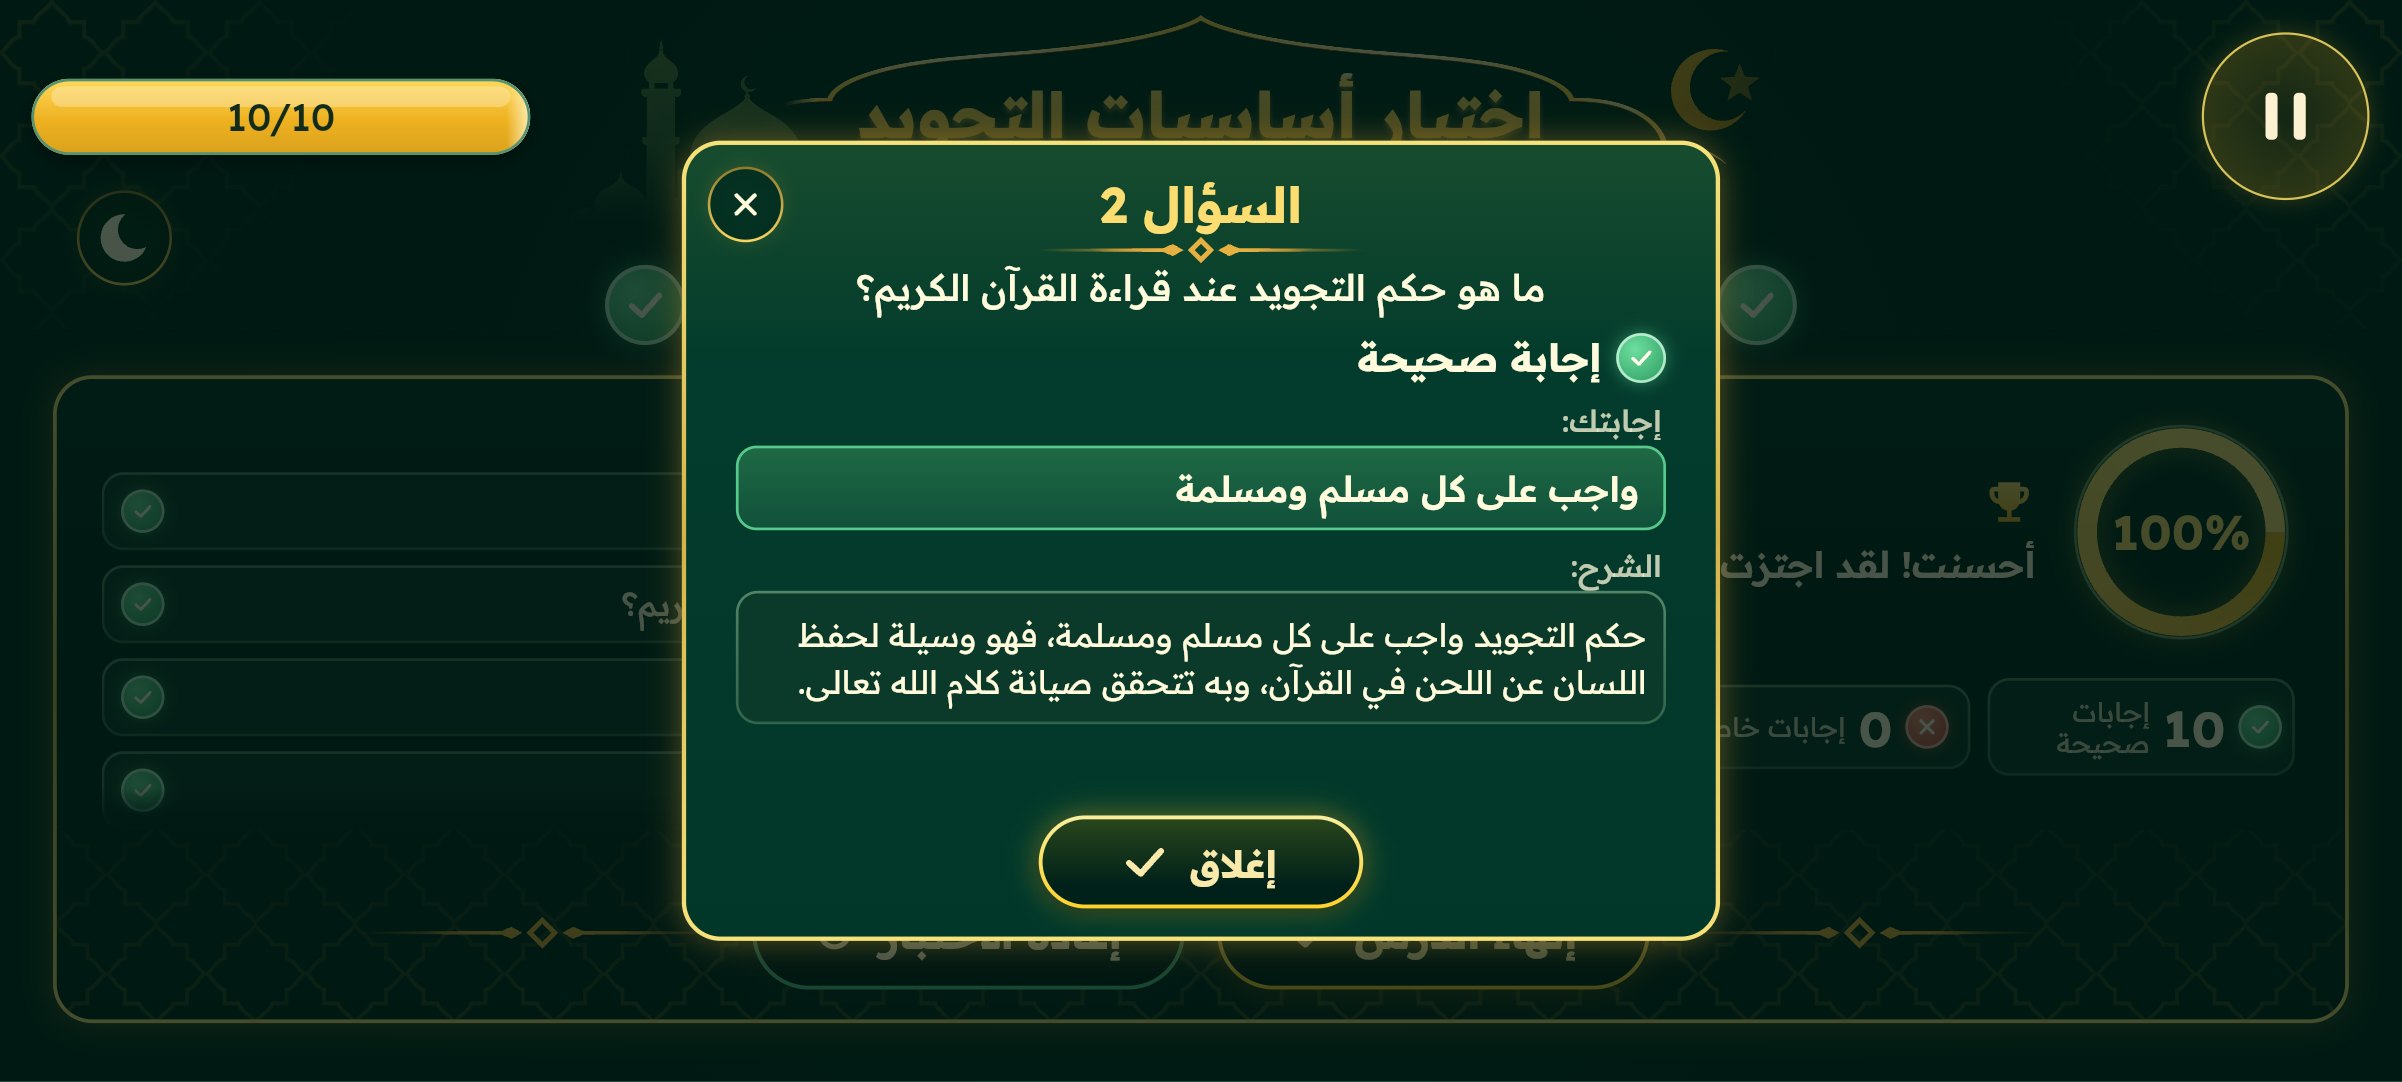 10/10
اختبار أساسيات التجويد
السؤال 2
ما هو حكم التجويد عند قراءة القرآن الكريم؟
إجابة صحيحة
إجابتك:
واجب على كل مسلم ومسلمة
الشرح:
حكم التجويد واجب على كل مسلم ومسلمة، فهو وسيلة لحفظ
اللسان عن اللحن في القرآن، وبه تتحقق صيانة كلام الله تعالى.
إغلاق
100%
أحسنت! لقد اجتزت
10 إجابات
صحيحة
0 إجابات